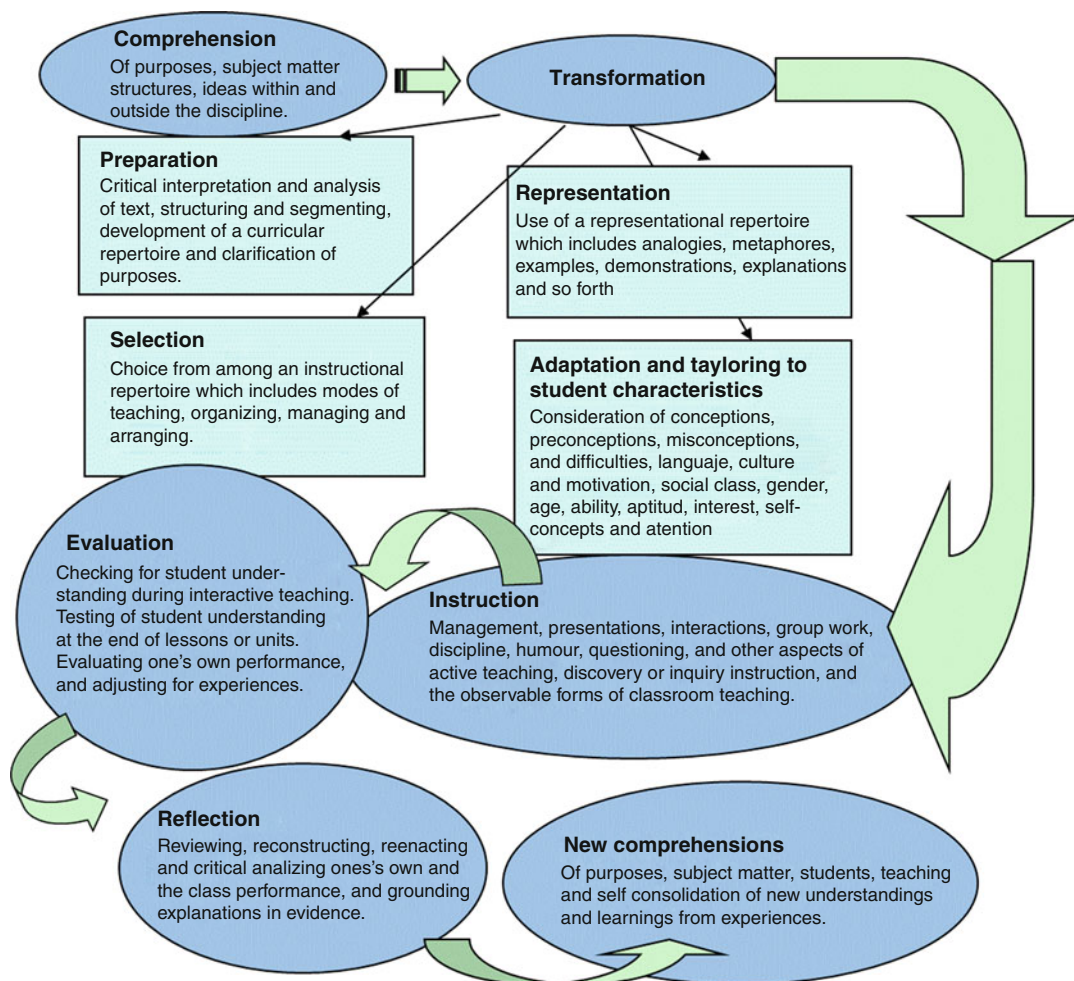 Comprehension
Of purposes, subject matter
structures, ideas within and
outside the discipline.
Transformation
Preparation
Critical interpretation and analysis
of text, structuring and segmenting,
development of a curricular
repertoire and clarification of
purposes.
Representation
Use of a representational repertoire
which includes analogies, metaphores,
examples, demonstrations, explanations
and so forth
Selection
Choice from among an instructional
repertoire which includes modes of
teaching, organizing, managing and
arranging.
Adaptation and tayloring to
student characteristics
Consideration of conceptions,
preconceptions, misconceptions,
and difficulties, languaje, culture
and motivation, social class, gender,
age, ability, aptitud, interest, self-
concepts and atention
Evaluation
Checking for student under-
standing during interactive teaching.
Testing of student understanding
at the end of lessons or units.
Evaluating one's own performance,
and adjusting for experiences.
Instruction
Management, presentations, interactions, group work,
discipline, humour, questioning, and other aspects of
active teaching, discovery or inquiry instruction, and
the observable forms of classroom teaching.
Reflection
Reviewing, reconstructing, reenacting
and critical analizing ones's own and
the class performance, and grounding
explanations in evidence.
New comprehensions
Of purposes, subject matter, students, teaching
and self consolidation of new understandings
and learnings from experiences.